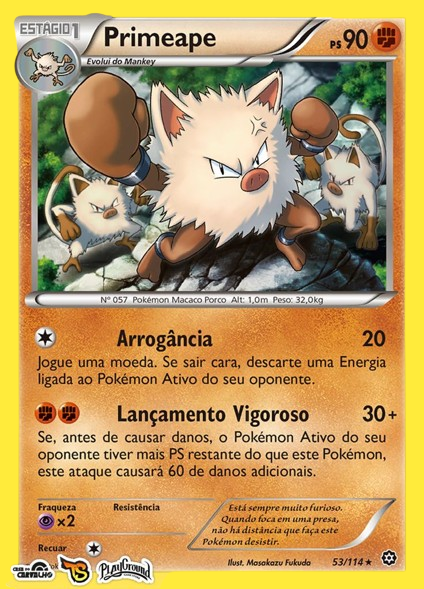 ESTÁGIO 1
Primeape
PS 90
Evolui do Mankey
Nº 057 Pokémon Macaco Porco Alt: 1,0m Peso: 32,0kg
Arrogância 20
Jogue uma moeda. Se sair cara, descarte uma Energia
ligada ao Pokémon Ativo do seu oponente.
Lançamento Vigoroso 30+
Se, antes de causar danos, o Pokémon Ativo do seu
oponente tiver mais PS restante do que este Pokémon,
este ataque causará 60 de danos adicionais.
Fraqueza Resistência
×2
Recuar
Está sempre muito furioso.
Quando foca em uma presa,
não há distância que faça este
Pokémon desistir.
Ilust. Masakazu Fukuda 53/114 ★
CARVALHO
TS
PLAYGROUND